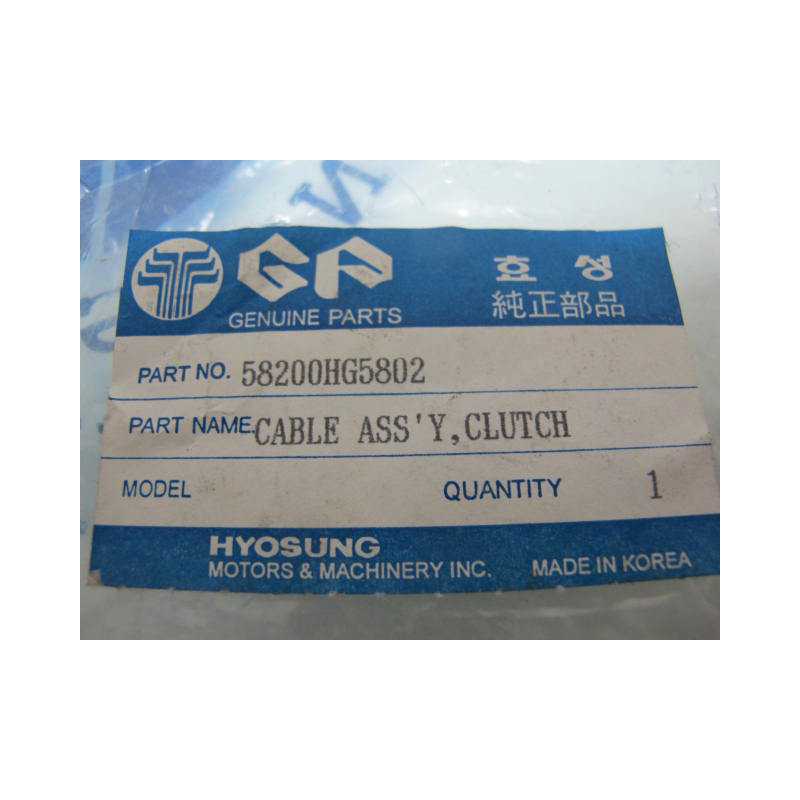 GP 효성
GENUINE PARTS 純正部品
PART NO. 58200HG5802
PART NAME. CABLE ASS'Y,CLUTCH
MODEL QUANTITY 1
HYOSUNG
MOTORS & MACHINERY INC. MADE IN KOREA